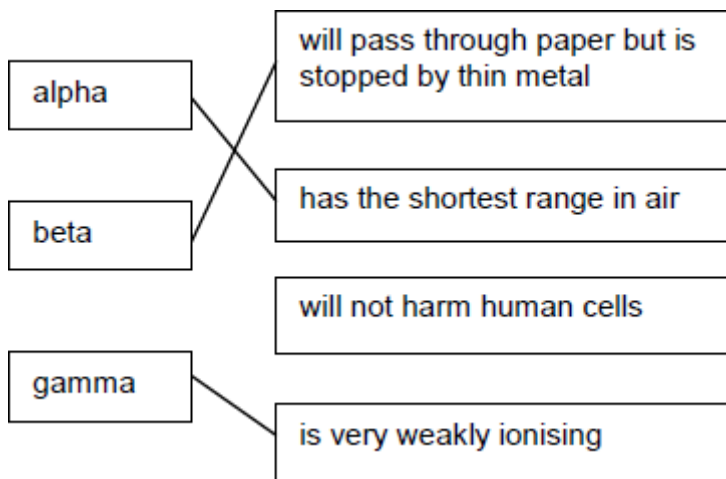 alpha
beta
gamma
will pass through paper but is
stopped by thin metal
has the shortest range in air
will not harm human cells
is very weakly ionising